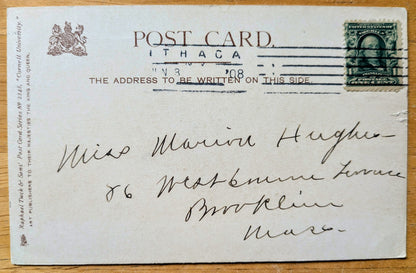 POST CARD.
ITHACA
'08
THE ADDRESS TO BE WRITTEN ON THIS SIDE.
Raphael Tuck & Sons' Post Card Series No 2348, "Cornell University."
ART PUBLISHERS TO THEIR MAJESTIES THE KING AND QUEEN.
Miss Marion Hughes
86 Westbourne Terrace
Brookline
Mass.